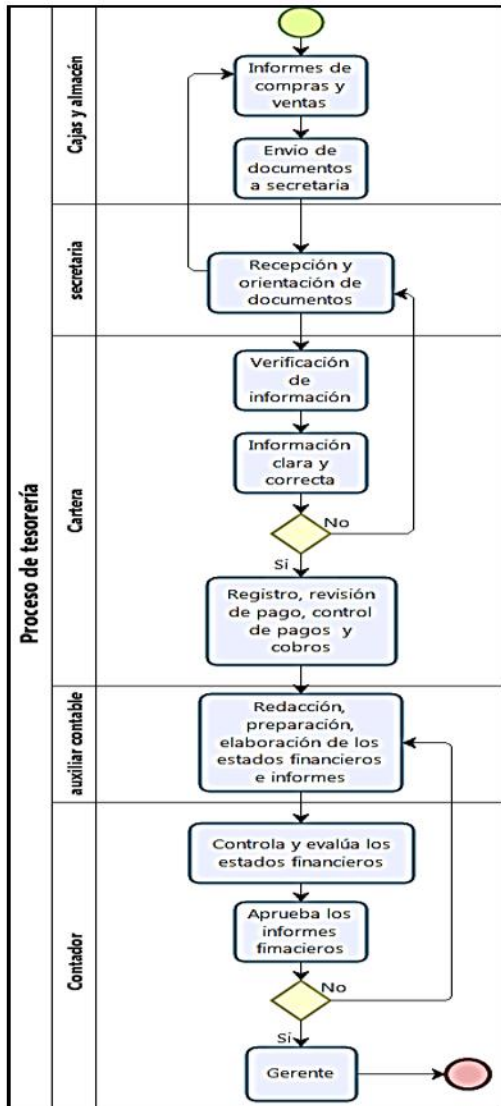 Proceso de tesorería
Cajas y almacén
Informes de
compras y
ventas
Envio de
documentos
a secretaria
secretaria
Recepción y
orientación de
documentos
Cartera
Verificación
de
información
Información
clara y
correcta
No
Si
Registro, revisión
de pago, control
de pagos y
cobros
auxiliar contable
Redacción,
preparación,
elaboración de los
estados financieros
e informes
Contador
Controla y evalúa los
estados financieros
Aprueba los
informes
fimacieros
No
Si
Gerente